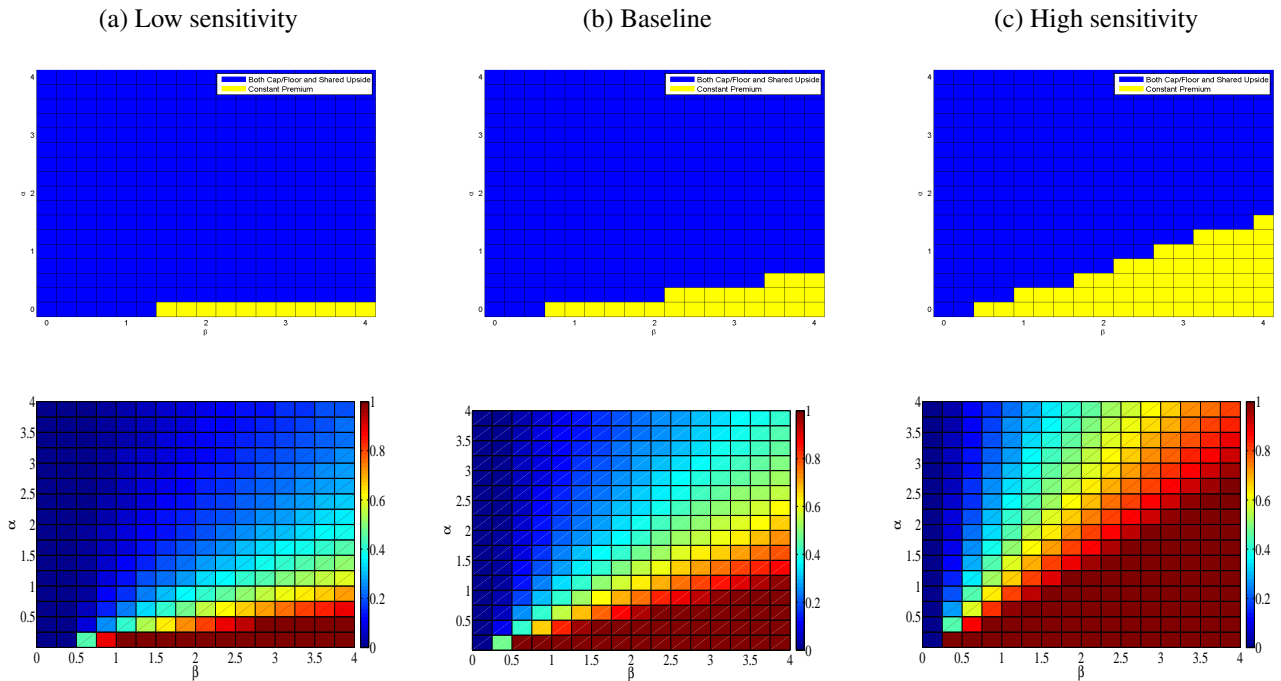 (a) Low sensitivity
(b) Baseline
(c) High sensitivity
Both Cap/Floor and Shared Upside
Constant Premium
4
3
2
1
0
α
0 1 2 3 4
β
Both Cap/Floor and Shared Upside
Constant Premium
4
3
2
1
0
α
0 1 2 3 4
β
Both Cap/Floor and Shared Upside
Constant Premium
4
3
2
1
0
α
0 1 2 3 4
β
4
3.5
3
2.5
2
1.5
1
0.5
α
0 0.5 1 1.5 2 2.5 3 3.5 4
β
1
0.8
0.6
0.4
0.2
0
4
3.5
3
2.5
2
1.5
1
0.5
α
0 0.5 1 1.5 2 2.5 3 3.5 4
β
1
0.8
0.6
0.4
0.2
0
4
3.5
3
2.5
2
1.5
1
0.5
α
0 0.5 1 1.5 2 2.5 3 3.5 4
β
1
0.8
0.6
0.4
0.2
0